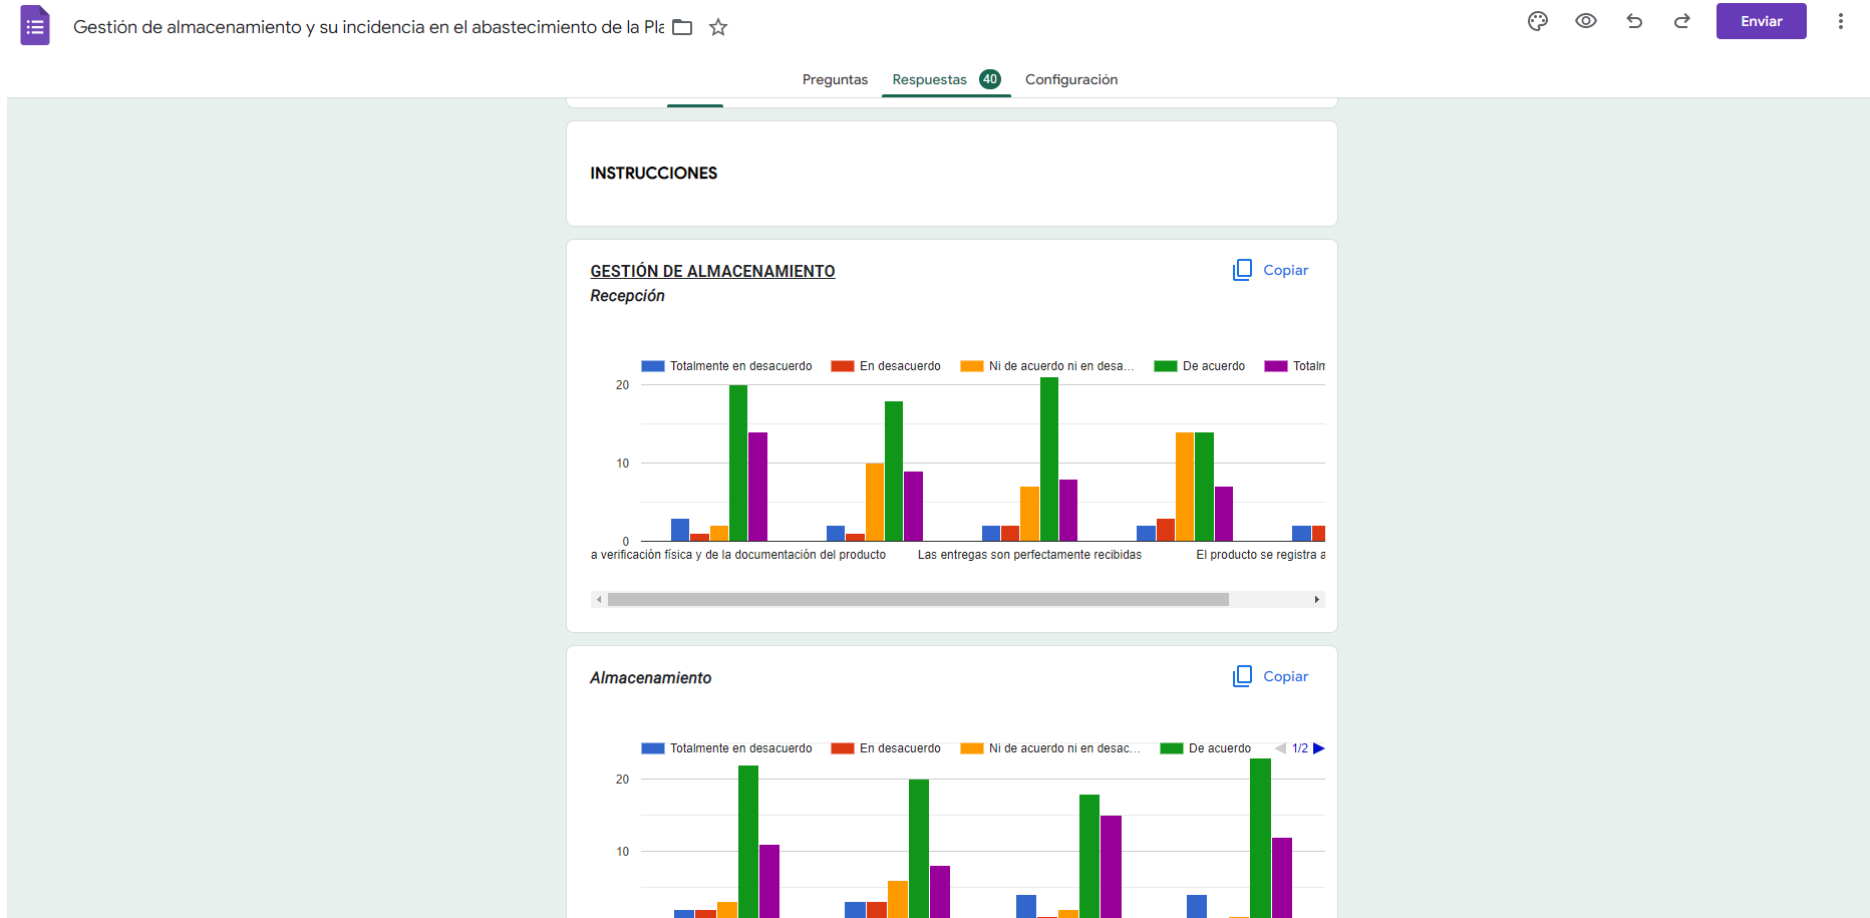 Gestión de almacenamiento y su incidencia en el abastecimiento de la Pla
Enviar
Preguntas Respuestas 40 Configuración
INSTRUCCIONES
GESTIÓN DE ALMACENAMIENTO
Copiar
Recepción
Totalmente en desacuerdo En desacuerdo Ni de acuerdo ni en desa... De acuerdo Totalm
20
10
0
a verificación física y de la documentación del producto Las entregas son perfectamente recibidas El producto se registra a
Almacenamiento
Copiar
Totalmente en desacuerdo En desacuerdo Ni de acuerdo ni en desac... De acuerdo 1/2
20
10